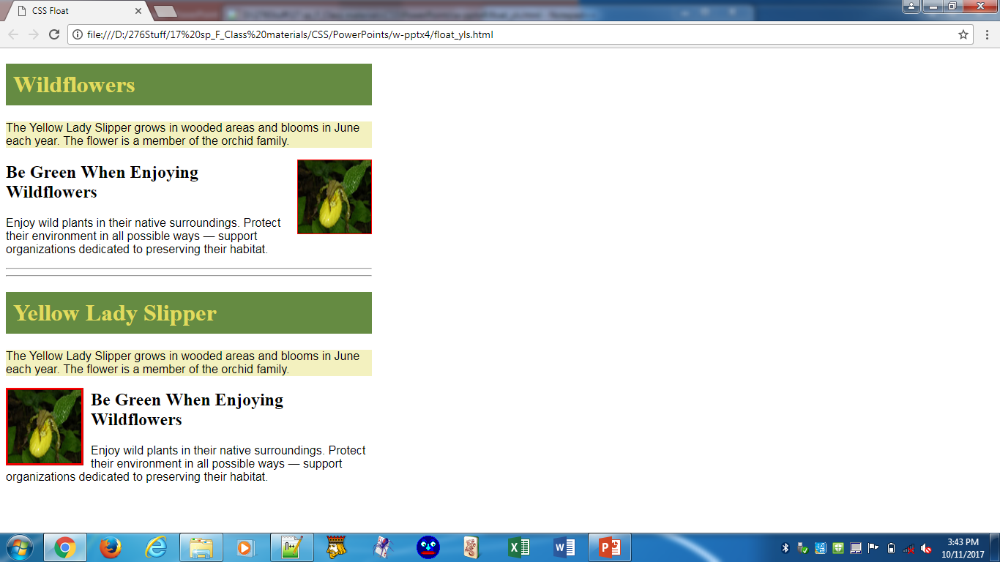 CSS Float
file:///D:/276Stuff/17%20sp_F_Class%20materials/CSS/PowerPoints/w-pptx4/float_yls.html
Wildflowers
The Yellow Lady Slipper grows in wooded areas and blooms in June
each year. The flower is a member of the orchid family.
Be Green When Enjoying
Wildflowers
Enjoy wild plants in their native surroundings. Protect
their environment in all possible ways — support
organizations dedicated to preserving their habitat.
Yellow Lady Slipper
The Yellow Lady Slipper grows in wooded areas and blooms in June
each year. The flower is a member of the orchid family.
Be Green When Enjoying
Wildflowers
Enjoy wild plants in their native surroundings. Protect
their environment in all possible ways — support
organizations dedicated to preserving their habitat.
3:43 PM
10/11/2017